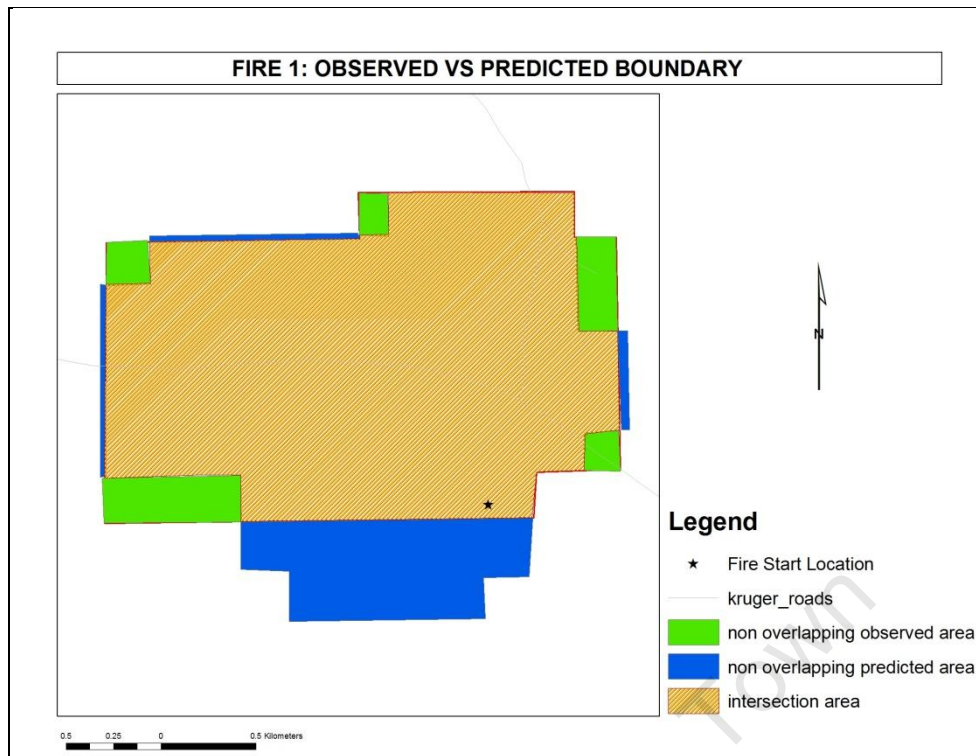 FIRE 1: OBSERVED VS PREDICTED BOUNDARY
N
Legend
Fire Start Location
kruger_roads
non overlapping observed area
non overlapping predicted area
intersection area
Town
0.5 0.25 0 0.5 Kilometers